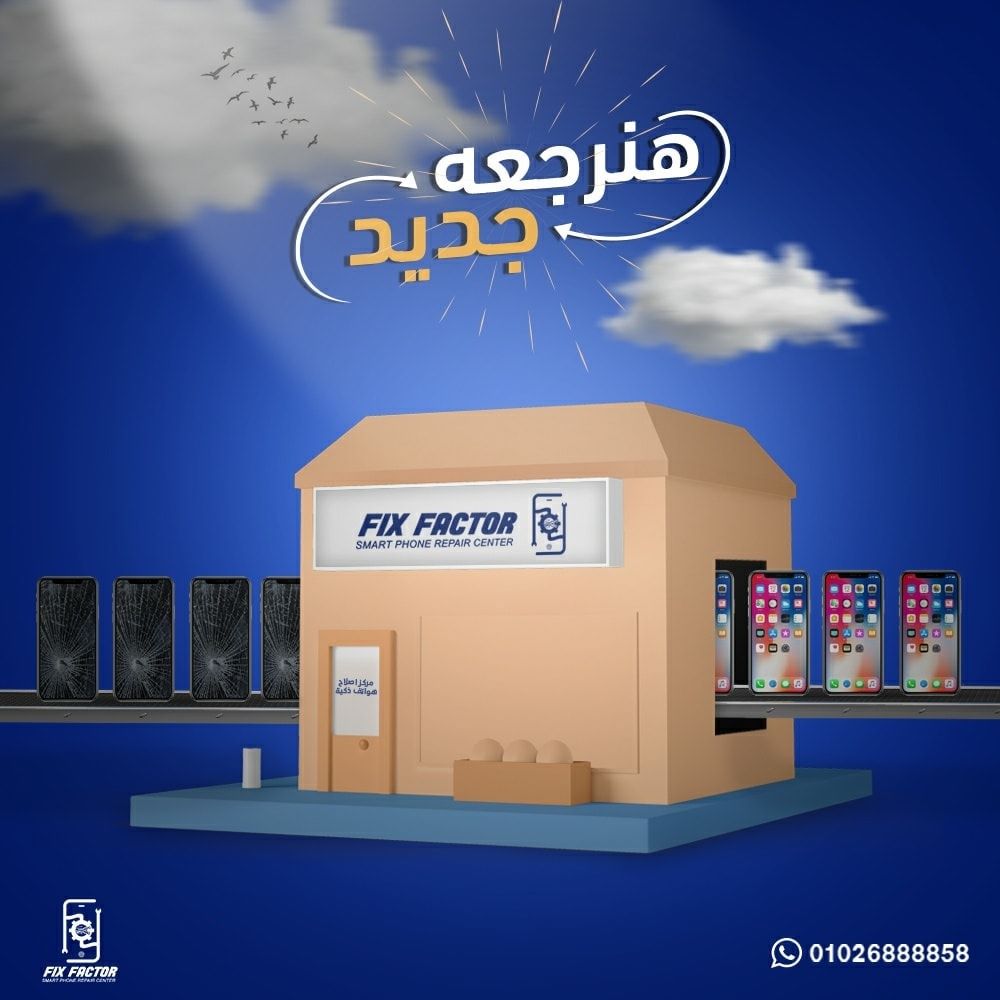 هنرجعه
جديد
FIX FACTOR
SMART PHONE REPAIR CENTER
مركز اصلاح
هواتف ذكية
FIX FACTOR
SMART PHONE REPAIR CENTER
01026888858